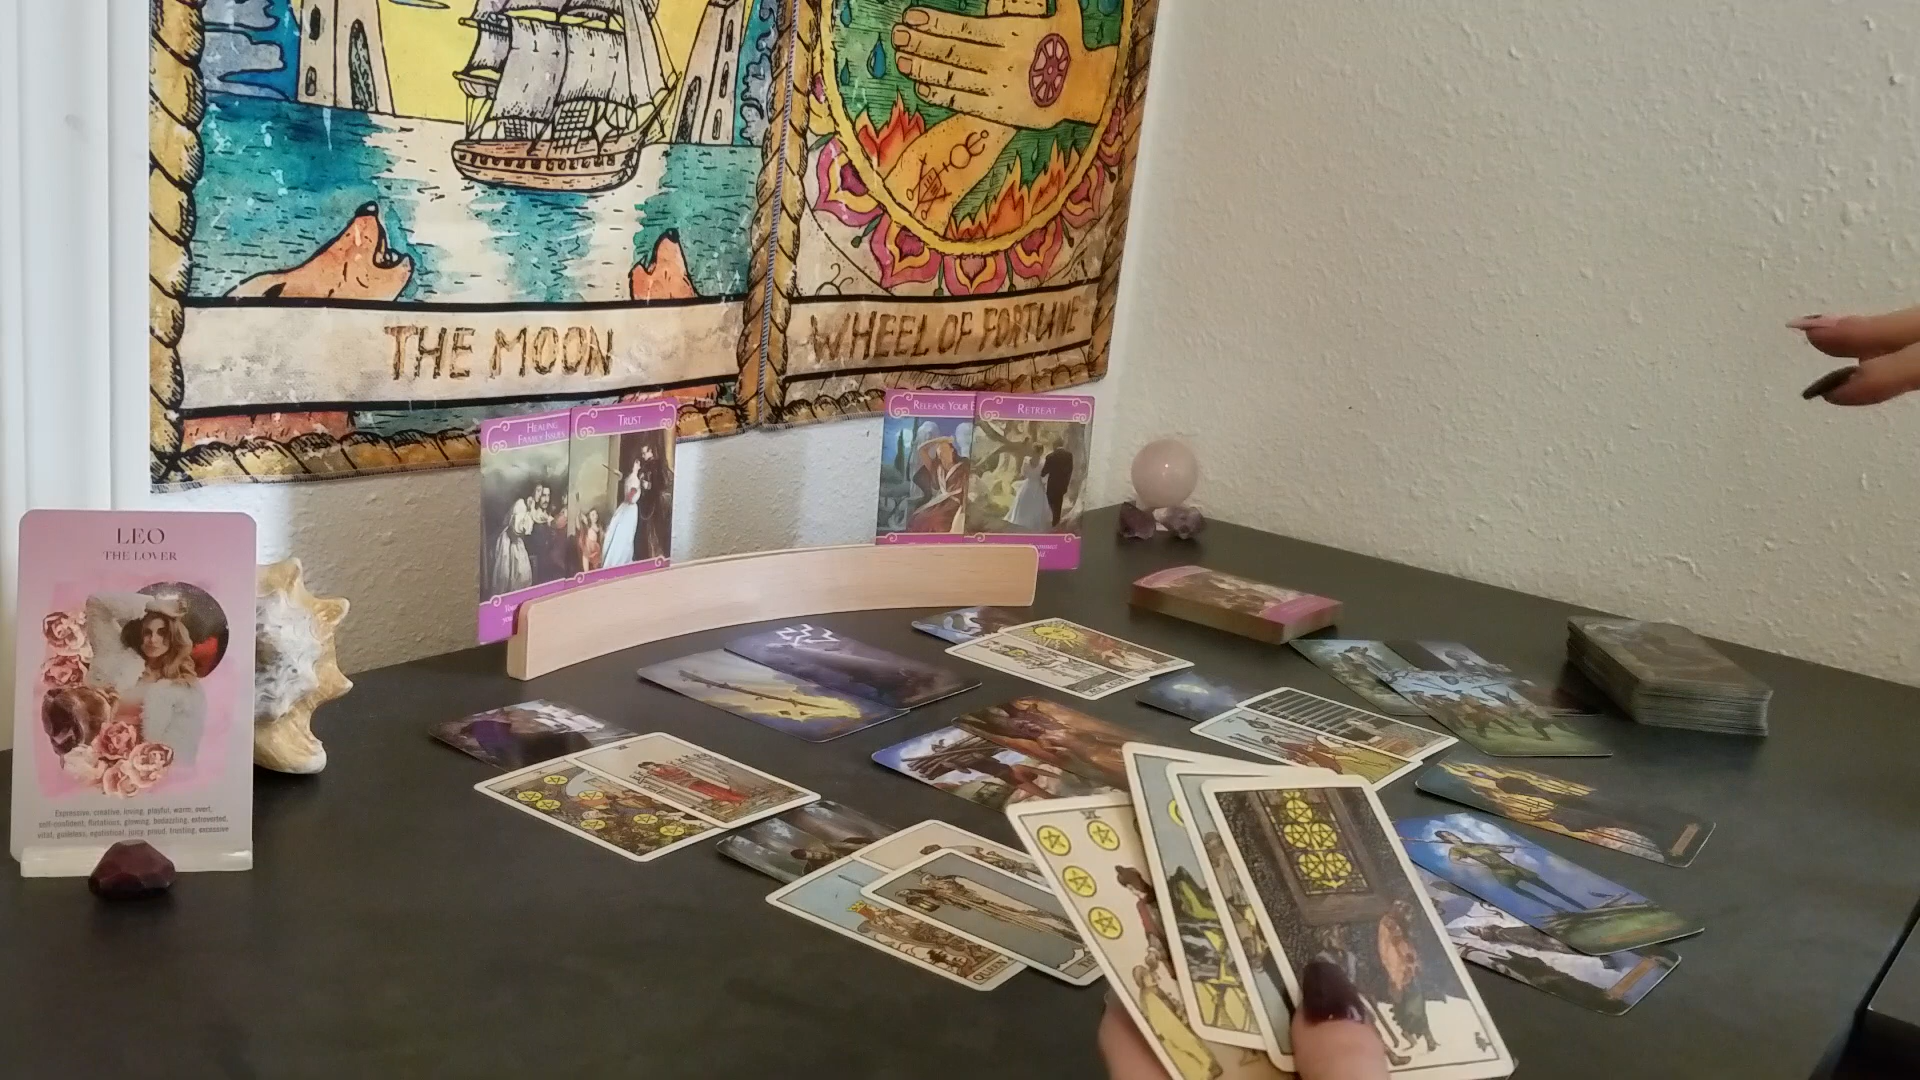 THE MOON
WHEEL OF FORTUNE
HEALING
FAMILY ISSUES
TRUST
RELEASE YOUR E
RETREAT
LEO
THE LOVER
Expressive, creative, loving, playful, warm, overt,
self-confident, flirtatious, glowing, bedazzling, extroverted,
vital, guileless, egotistical, juicy, proud, trusting, excessive
VI
QUEEN